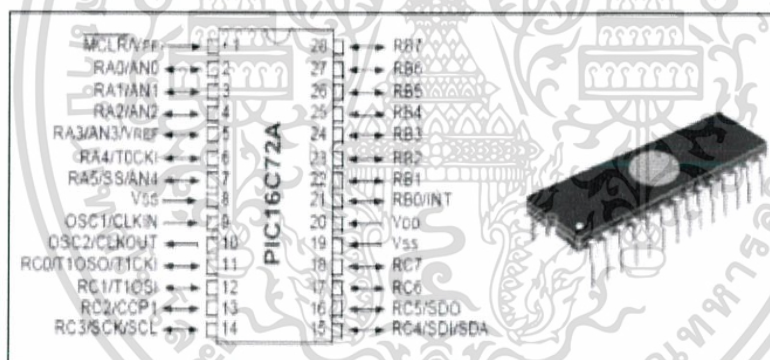 MCLR/VPP 1 28 RB7
RA0/AN0 2 27 RB6
RA1/AN1 3 26 RB5
RA2/AN2 4 25 RB4
RA3/AN3/VREF 5 24 RB3
RA4/T0CKI 6 23 RB2
RA5/SS/AN4 7 22 RB1
VSS 8 21 RB0/INT
OSC1/CLKIN 9 20 VDD
OSC2/CLKOUT 10 19 VSS
RC0/T1OSO/T1CKI 11 18 RC7
RC1/T1OSI 12 17 RC6
RC2/CCP1 13 16 RC5/SDO
RC3/SCK/SCL 14 15 RC4/SDI/SDA
PIC16C72A